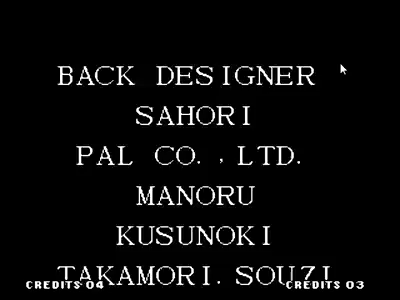 BACK DESIGNER
SAHORI
PAL CO. , LTD.
MANORU
KUSUNOKI
TAKAMORI. SOUZI
CREDITS 04
CREDITS 03